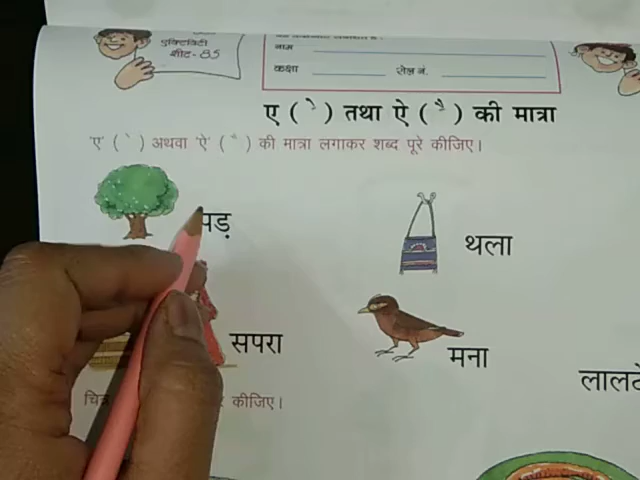 एक्टिविटी
शीट- 85
नाम
कक्षा रोल नं.
ए ( े ) तथा ऐ ( ै ) की मात्रा
'ए' ( े ) अथवा 'ऐ' ( ै ) की मात्रा लगाकर शब्द पूरे कीजिए।
पड़
थला
सपरा
मना
कीजिए।